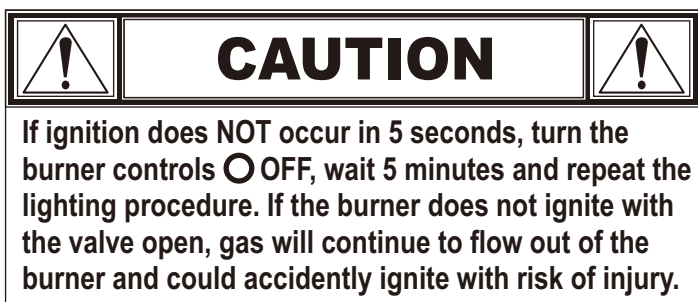 CAUTION
If ignition does NOT occur in 5 seconds, turn the
burner controls O OFF, wait 5 minutes and repeat the
lighting procedure. If the burner does not ignite with
the valve open, gas will continue to flow out of the
burner and could accidently ignite with risk of injury.